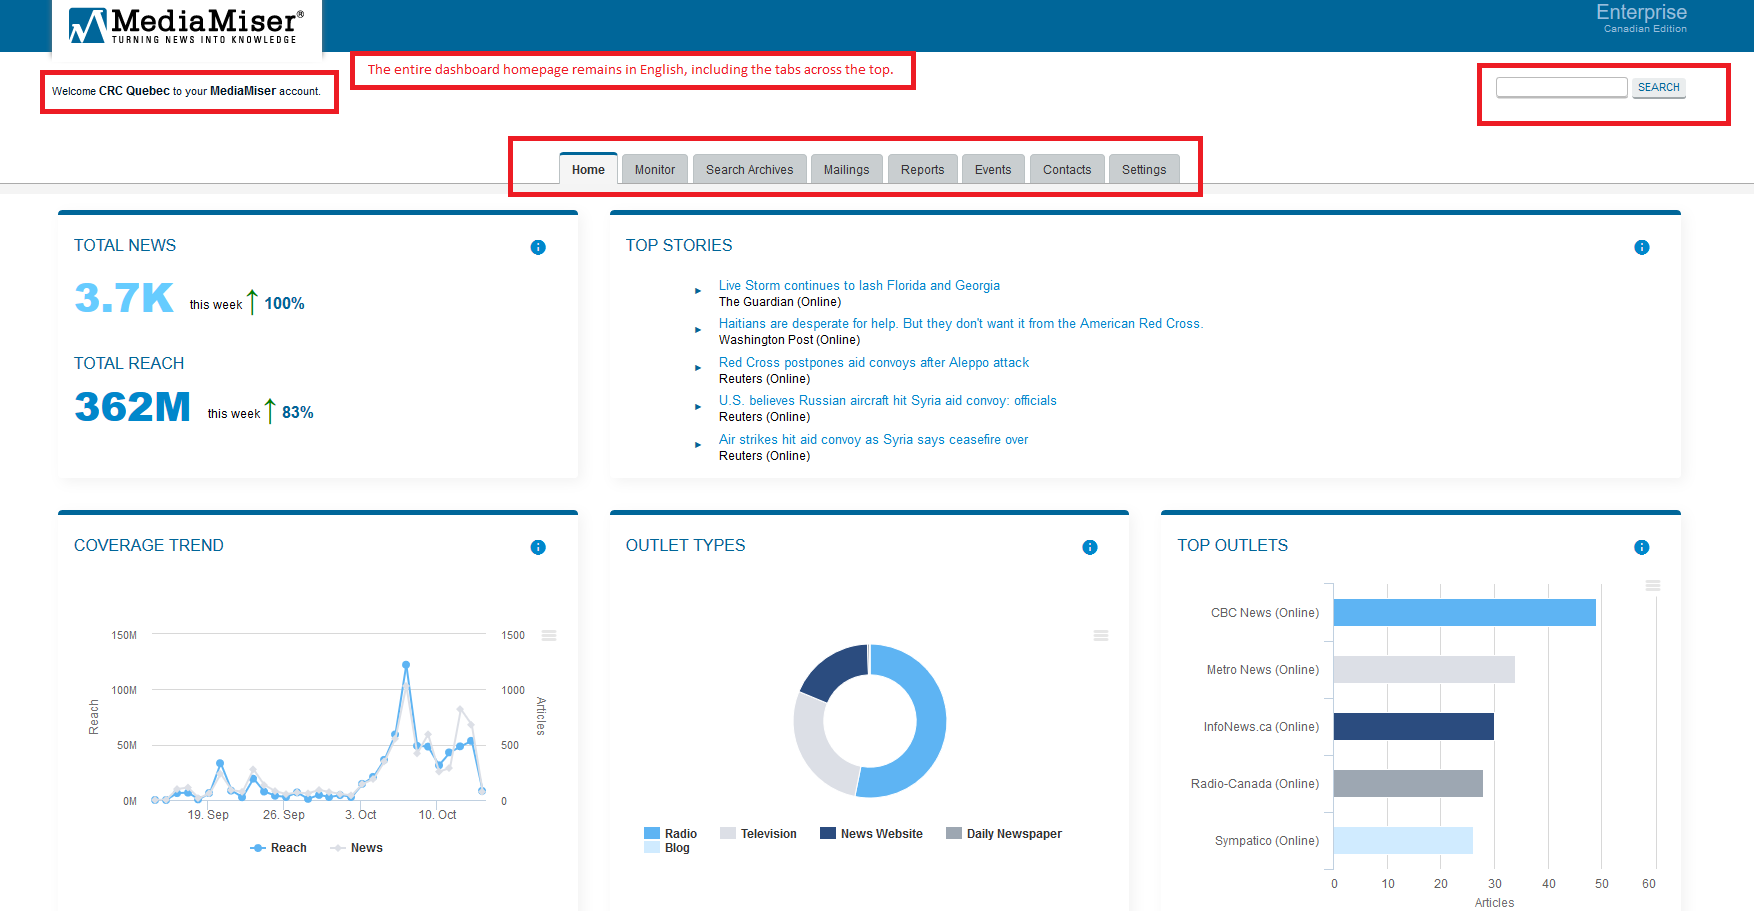 MediaMiser®
TURNING NEWS INTO KNOWLEDGE
Enterprise
Canadian Edition
The entire dashboard homepage remains in English, including the tabs across the top.
Welcome CRC Quebec to your MediaMiser account.
SEARCH
Home Monitor Search Archives Mailings Reports Events Contacts Settings
TOTAL NEWS
3.7K this week 100%
TOTAL REACH
362M this week 83%
TOP STORIES
Live Storm continues to lash Florida and Georgia
The Guardian (Online)
Haitians are desperate for help. But they don't want it from the American Red Cross.
Washington Post (Online)
Red Cross postpones aid convoys after Aleppo attack
Reuters (Online)
U.S. believes Russian aircraft hit Syria aid convoy: officials
Reuters (Online)
Air strikes hit aid convoy as Syria says ceasefire over
Reuters (Online)
COVERAGE TREND
150M 1500
100M 1000
50M 500
0M 0
Reach
Articles
19. Sep 26. Sep 3. Oct 10. Oct
Reach News
OUTLET TYPES
Radio Television News Website Daily Newspaper
Blog
TOP OUTLETS
CBC News (Online)
Metro News (Online)
InfoNews.ca (Online)
Radio-Canada (Online)
Sympatico (Online)
0 10 20 30 40 50 60
Articles